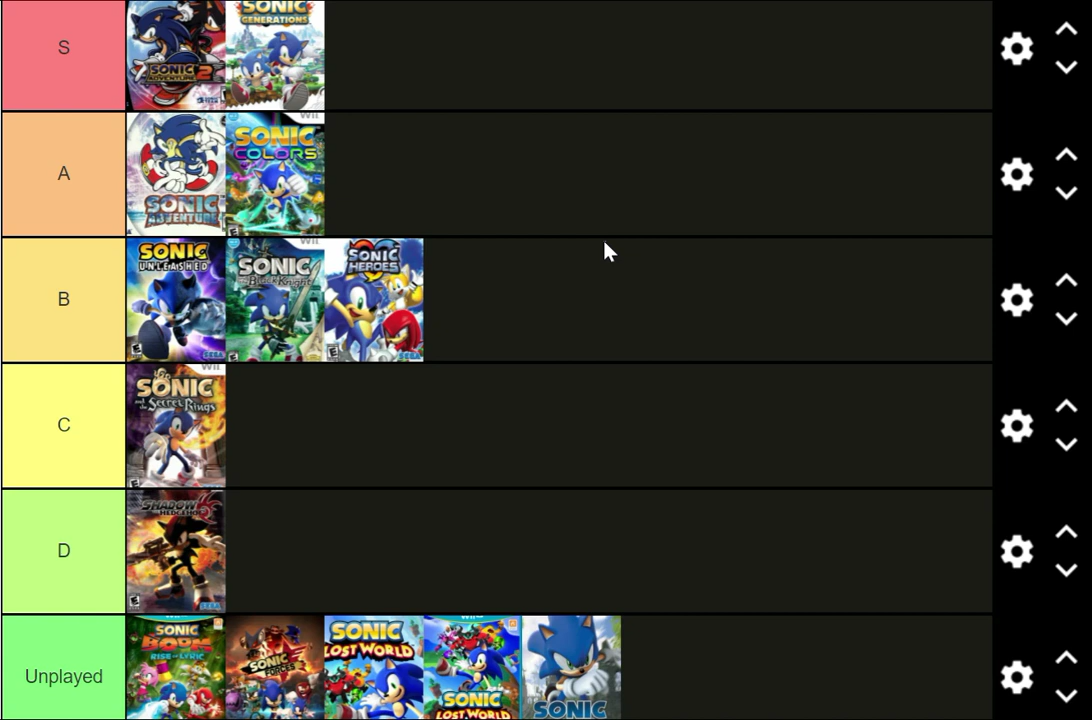 S
SONIC
ADVENTURE 2
SONIC
GENERATIONS
A
SONIC
ADVENTURE
Wii
SONIC
COLORS
B
SONIC
UNLEASHED
SEGA
Wii
SONIC
and the Black Knight
SONIC
HEROES
SEGA
C
Wii
SONIC
and the Secret Rings
D
SHADOW
THE HEDGEHOG
SEGA
Unplayed
SONIC
BOOM
RISE OF LYRIC
SONIC
FORCES
SONIC
LOST WORLD
SONIC
LOST WORLD
SONIC